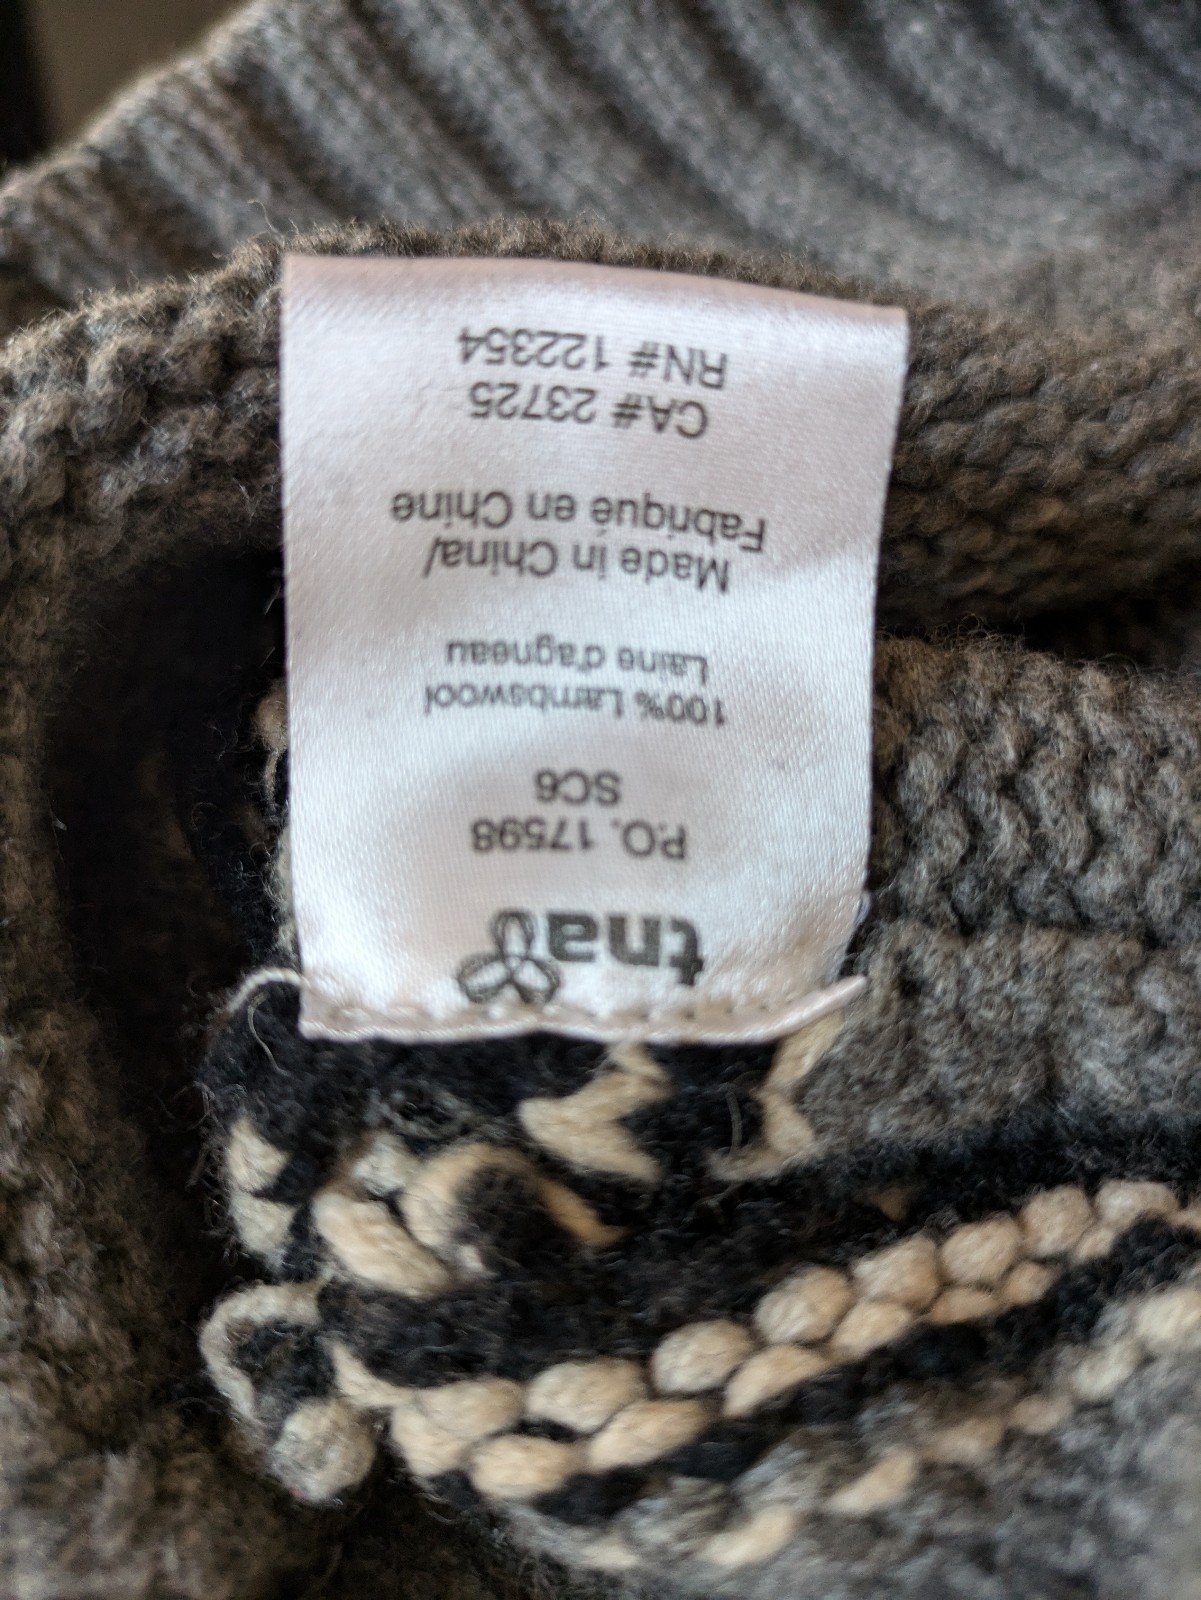 tna
P.O. 17598
SC6
100% Lambswool
Laine d'agneau
Made in China/
Fabriqué en Chine
CA# 23725
RN# 122354